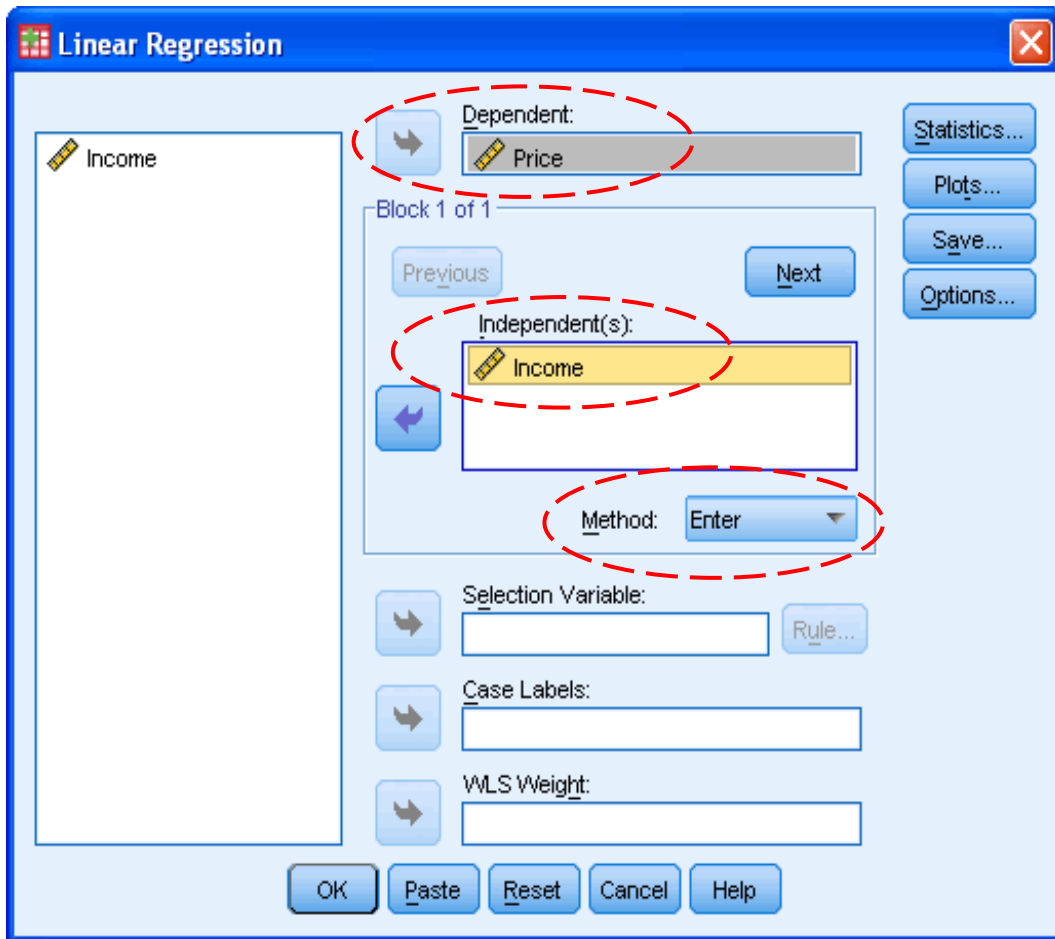 Linear Regression
Income
Dependent:
Price
Block 1 of 1
Previous
Next
Independent(s):
Income
Method:
Enter
Selection Variable:
Rule...
Case Labels:
WLS Weight:
Statistics...
Plots...
Save...
Options...
OK
Paste
Reset
Cancel
Help